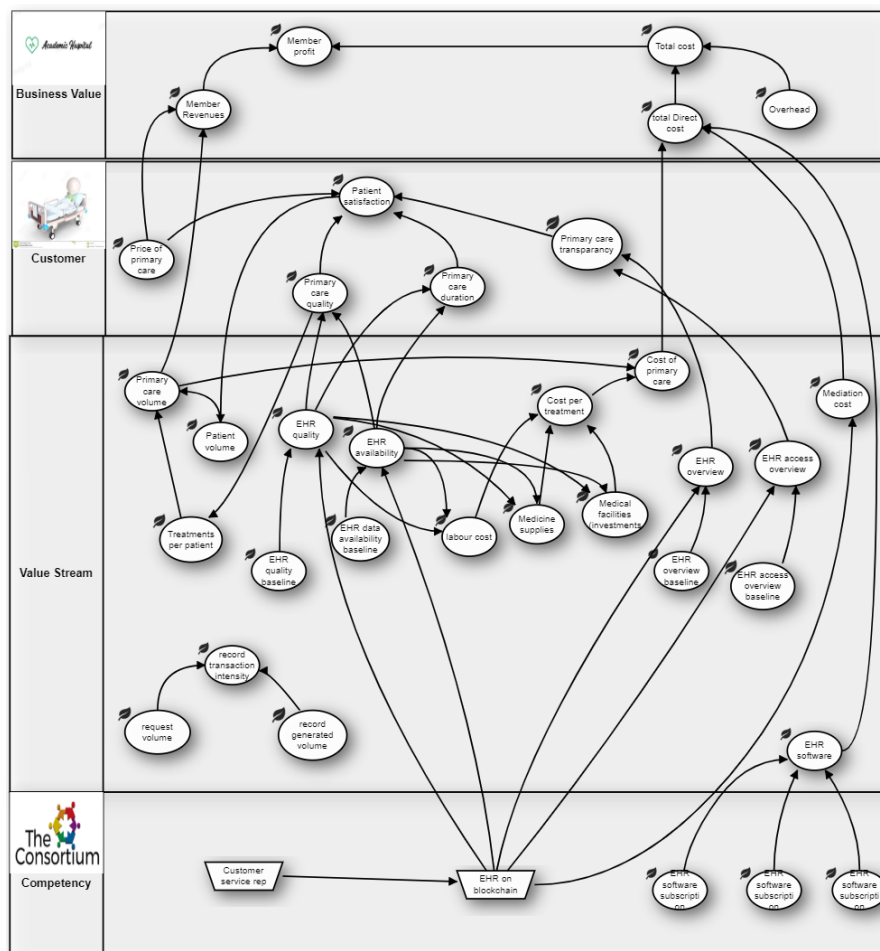 Academic Hospital
Business Value
Member
profit
Total cost
Member
Revenues
total Direct
cost
Overhead
Customer
Patient
satisfaction
Price of
primary
care
Primary care
transparancy
Primary
care
quality
Primary
care
duration
Value Stream
Primary
care
volume
Patient
volume
EHR
quality
EHR
availability
Cost per
treatment
Cost of
primary
care
Mediation
cost
EHR
overview
EHR access
overview
Treatments
per patient
EHR
quality
baseline
EHR data
availability
baseline
labour cost
Medicine
supplies
Medical
facilities
(investments
EHR
overview
baseline
EHR access
overview
baseline
record
transaction
intensity
request
volume
record
generated
volume
EHR
software
The
Consortium
Competency
Customer
service rep
EHR on
blockchain
EHR
software
subscripti
on
EHR
software
subscripti
on
EHR
software
subscripti
on